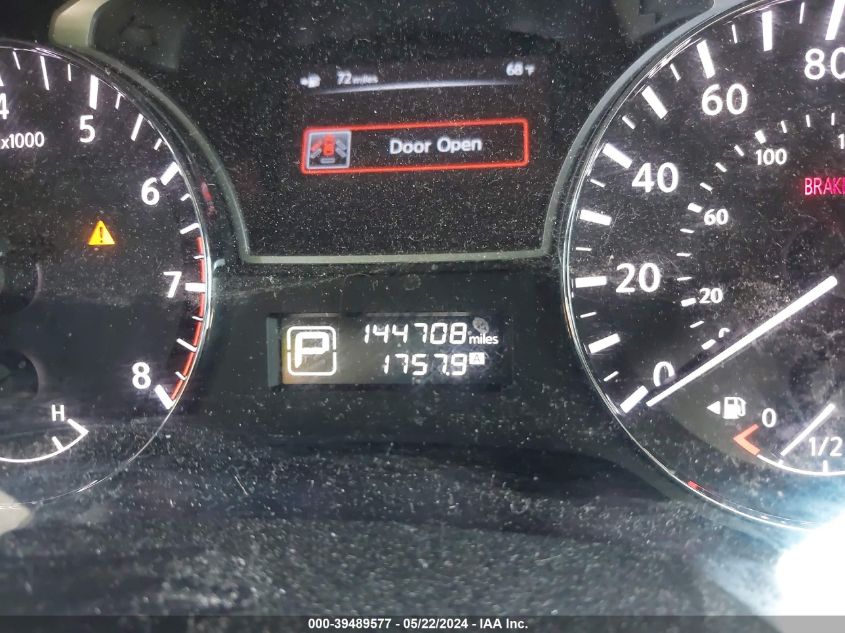 72 miles 68 °F
Door Open
4 5 6 7 8
x1000
H
P
144708 miles
1757.9 A
0 20 40 60 80
20 60 100
BRAK
0 1/2
000-39489577 - 05/22/2024 - IAA Inc.